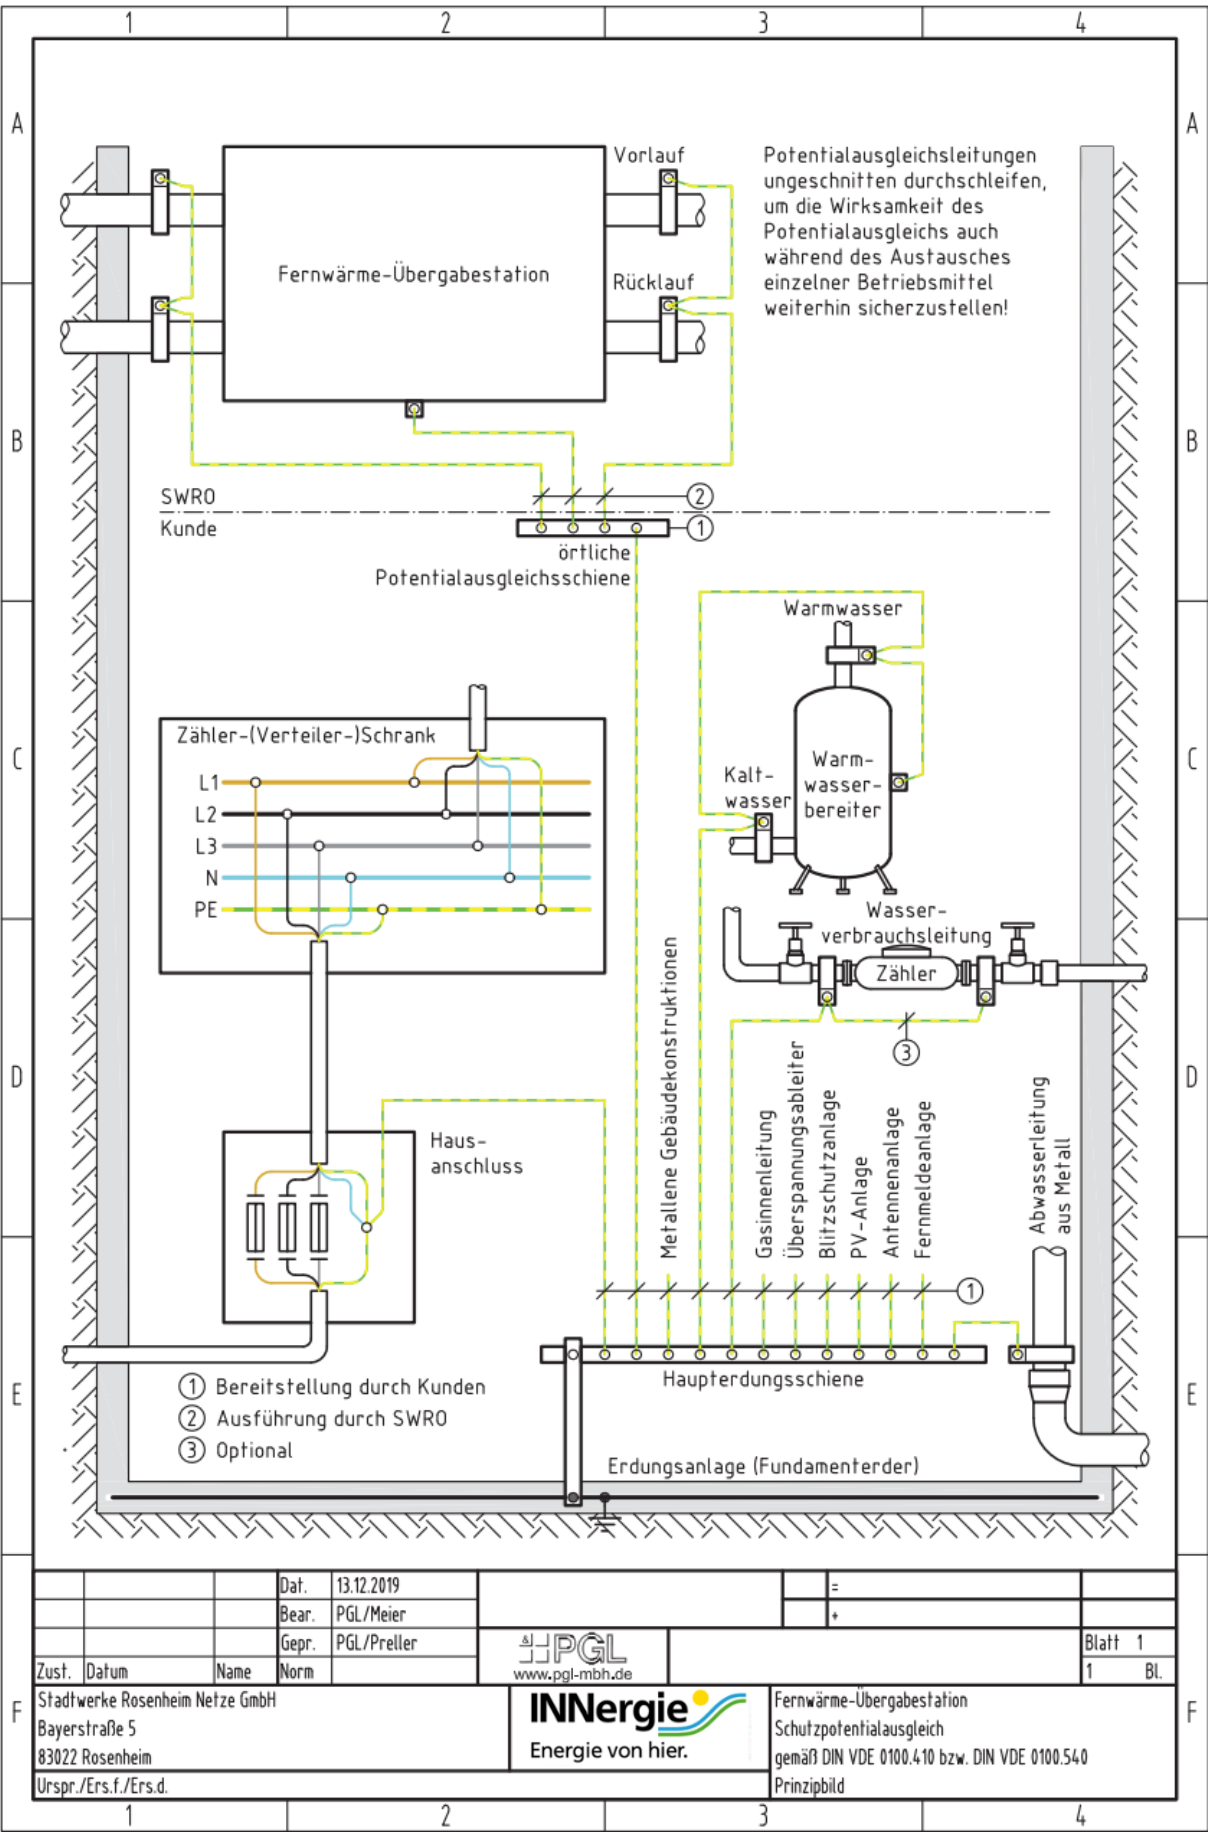 1 2 3 4
A A
Vorlauf
Potentialausgleichsleitungen
ungeschnitten durchschleifen,
um die Wirksamkeit des
Potentialausgleichs auch
während des Austausches
einzelner Betriebsmittel
weiterhin sicherzustellen!
Fernwärme-Übergabestation
Rücklauf
B B
SWRO
2
Kunde
1
örtliche
Potentialausgleichsschiene
Warmwasser
Zähler-(Verteiler-)Schrank
C C
L1
L2
L3
N
PE
Kalt-
wasser
Warm-
wasser-
bereiter
Wasser-
verbrauchsleitung
Zähler
3
D D
Haus-
anschluss
Metallene Gebäudekonstruktionen
Gasinnenleitung
Überspannungsableiter
Blitzschutzanlage
PV-Anlage
Antennenanlage
Fernmeldeanlage
Abwasserleitung
aus Metall
1
Haupterdungsschiene
E E
1 Bereitstellung durch Kunden
2 Ausführung durch SWRO
3 Optional
Erdungsanlage (Fundamenterder)
Dat. 13.12.2019 =
Bear. PGL/Meier +
Gepr. PGL/Preller
&PGL
www.pgl-mbh.de
Blatt 1
Zust. Datum Name Norm
1 Bl.
F F
Stadtwerke Rosenheim Netze GmbH
Bayerstraße 5
83022 Rosenheim
Urspr./Ers.f./Ers.d.
INNergie
Energie von hier.
Fernwärme-Übergabestation
Schutzpotentialausgleich
gemäß DIN VDE 0100.410 bzw. DIN VDE 0100.540
Prinzipbild
1 2 3 4